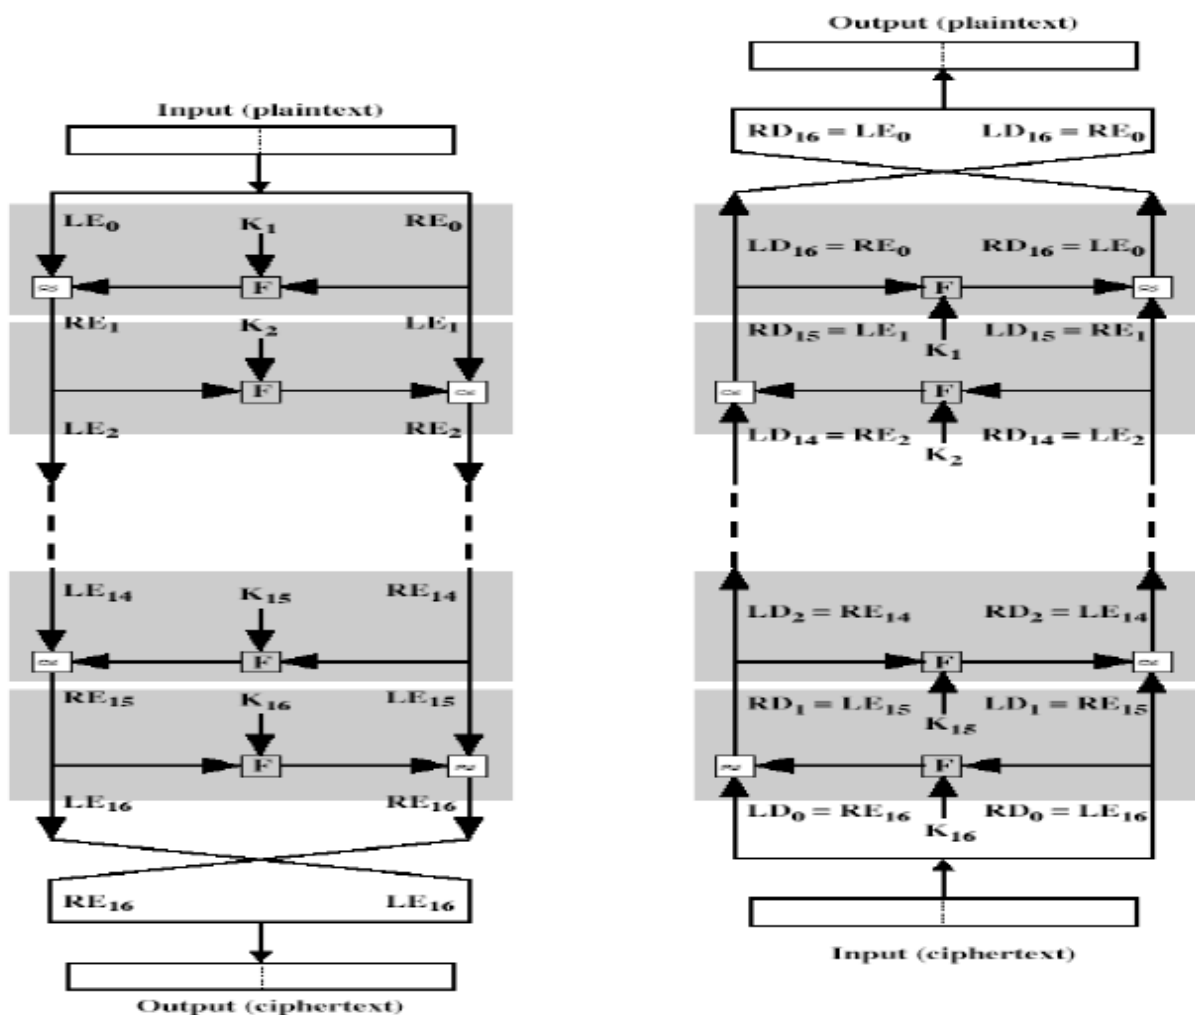 Input (plaintext)
LE0 K1 RE0
F
RE1 K2 LE1
F
LE2 RE2
LE14 K15 RE14
F
RE15 K16 LE15
F
LE16 RE16
RE16 LE16
Output (ciphertext)
Output (plaintext)
RD16 = LE0 LD16 = RE0
LD16 = RE0 RD16 = LE0
F
RD15 = LE1 K1 LD15 = RE1
F
LD14 = RE2 K2 RD14 = LE2
LD2 = RE14 RD2 = LE14
F
RD1 = LE15 K15 LD1 = RE15
F
LD0 = RE16 K16 RD0 = LE16
Input (ciphertext)